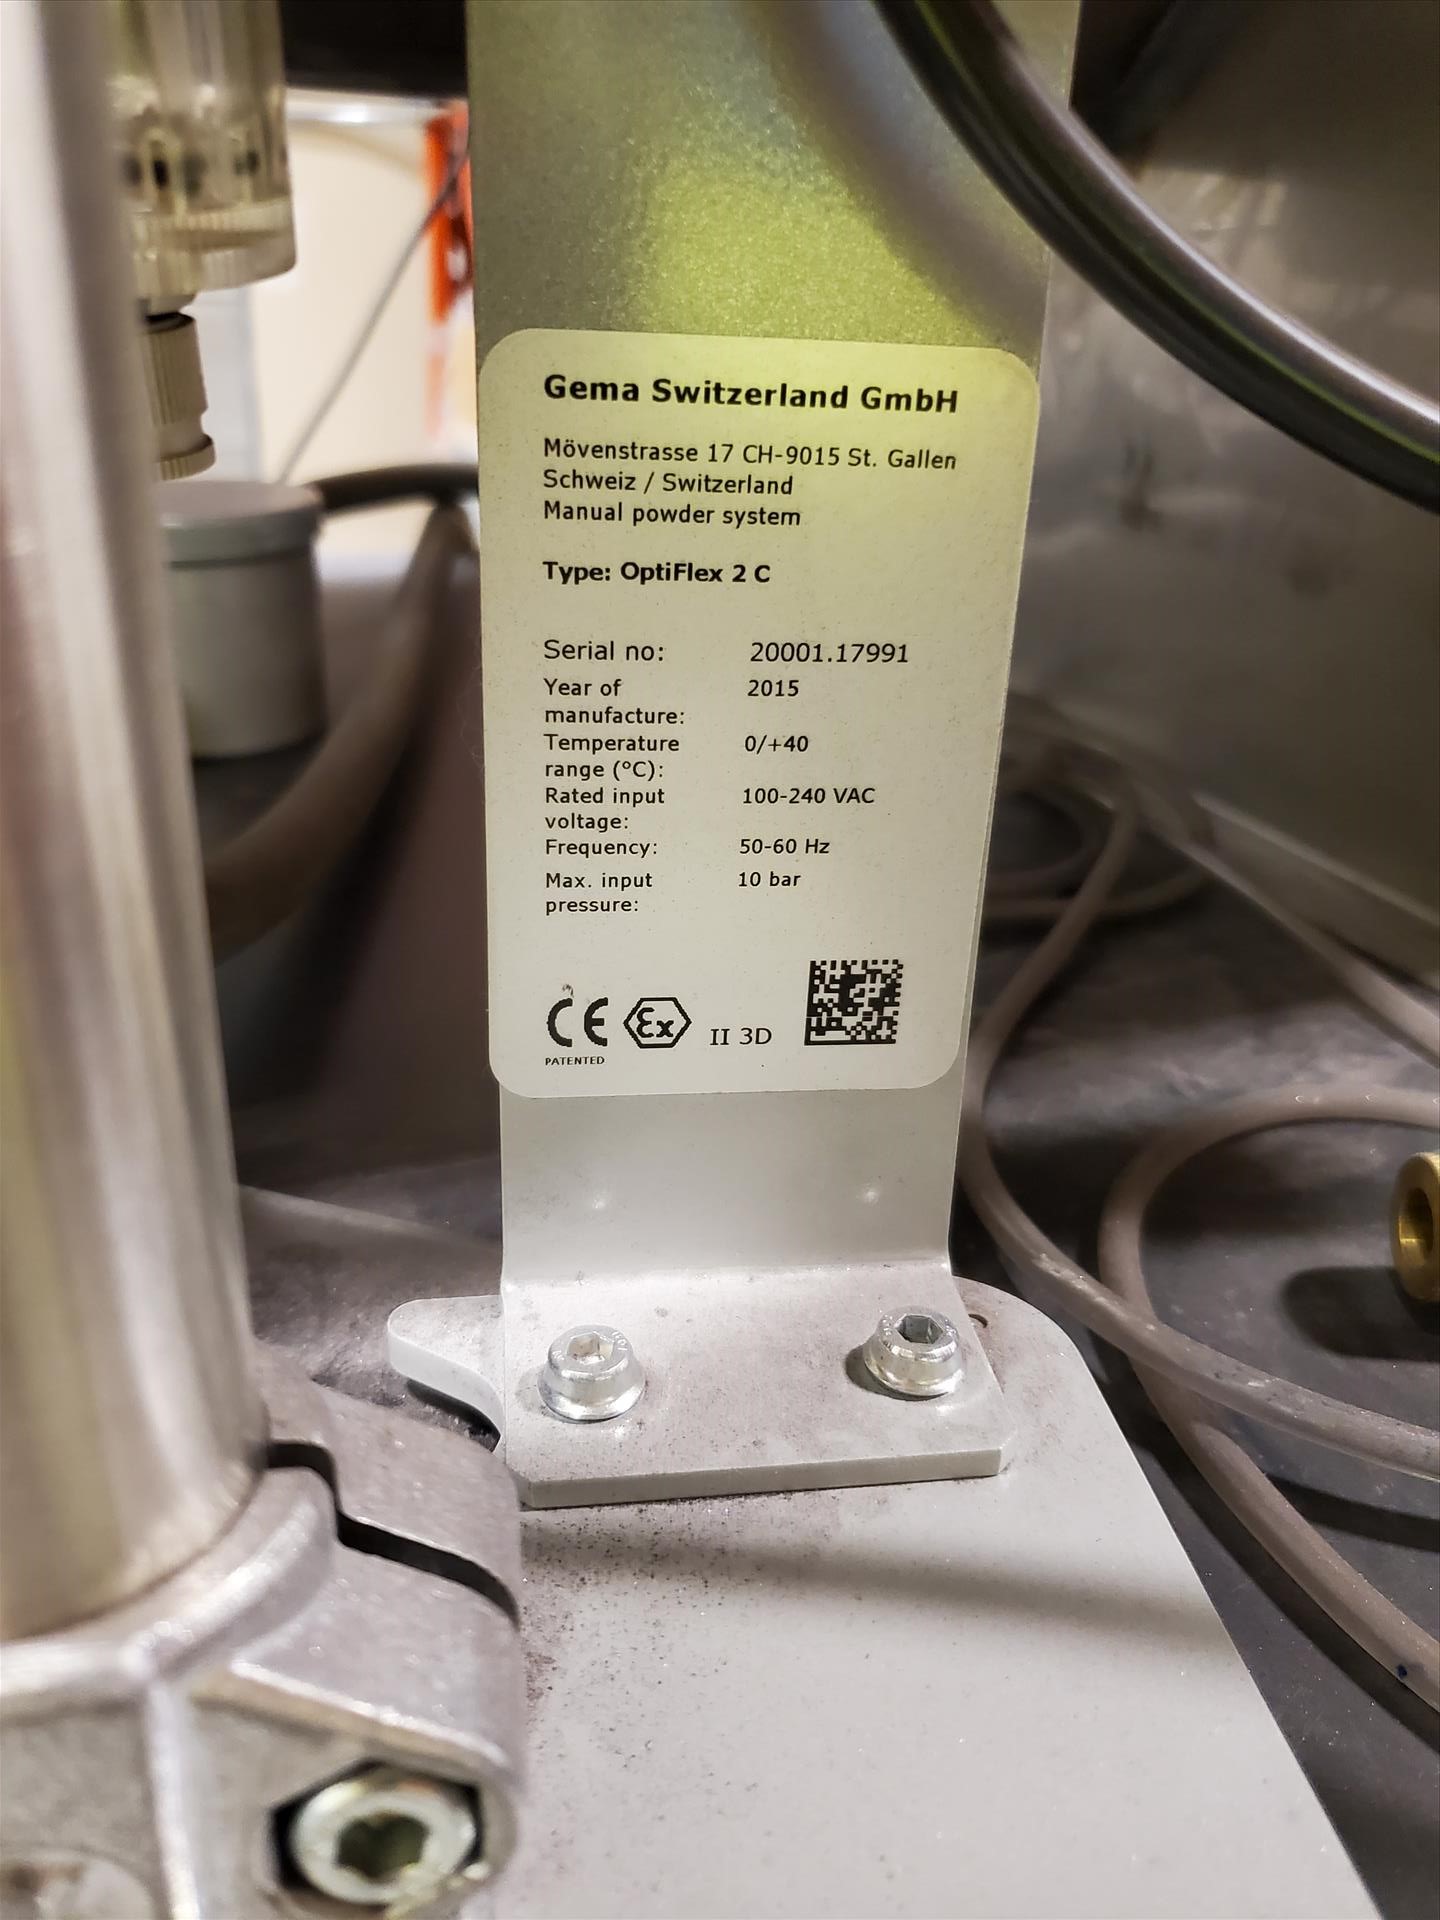 Gema Switzerland GmbH
Mövenstrasse 17 CH-9015 St. Gallen
Schweiz / Switzerland
Manual powder system
Type: OptiFlex 2 C
Serial no: 20001.17991
Year of manufacture: 2015
Temperature range (°C): 0/+40
Rated input voltage: 100-240 VAC
Frequency: 50-60 Hz
Max. input pressure: 10 bar
CE Ex II 3D
PATENTED